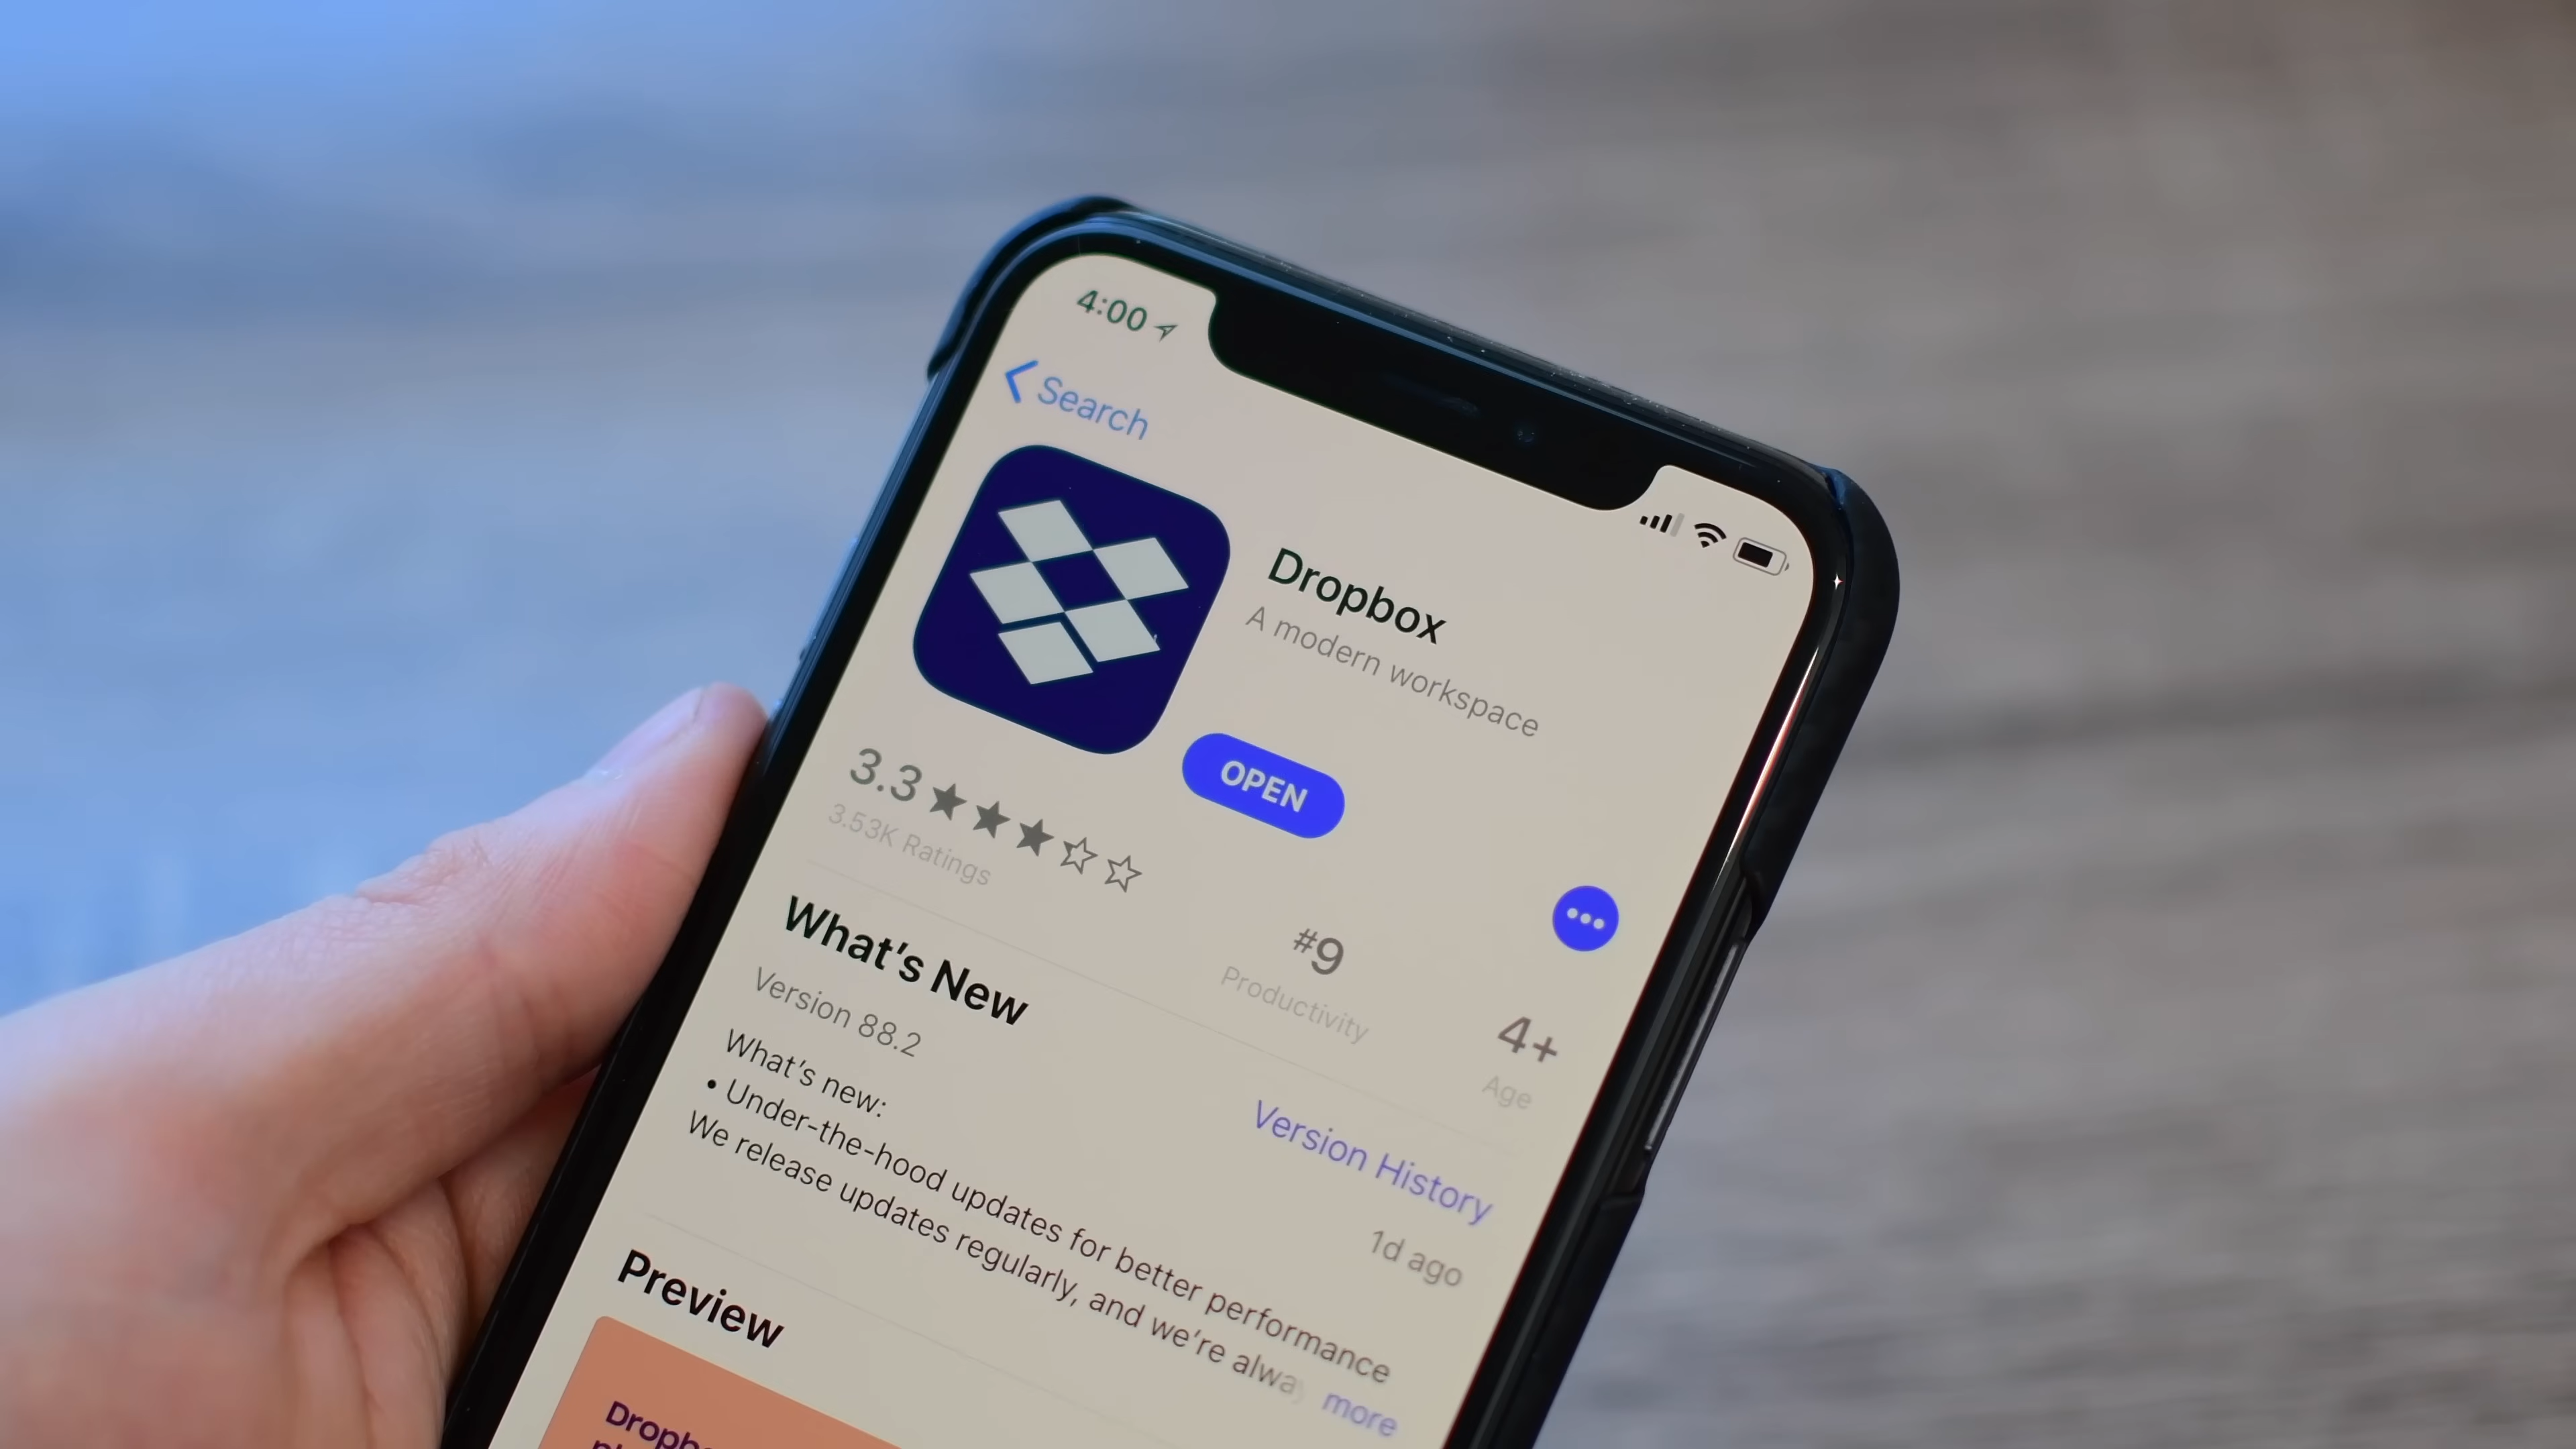 4:00
Search
Dropbox
A modern workspace
OPEN
3.3
3.53K Ratings
#9
Productivity
4+
Age
What's New
Version History
Version 88.2
1d ago
What's new:
• Under-the-hood updates for better performance
We release updates regularly, and we're alwa
more
Preview